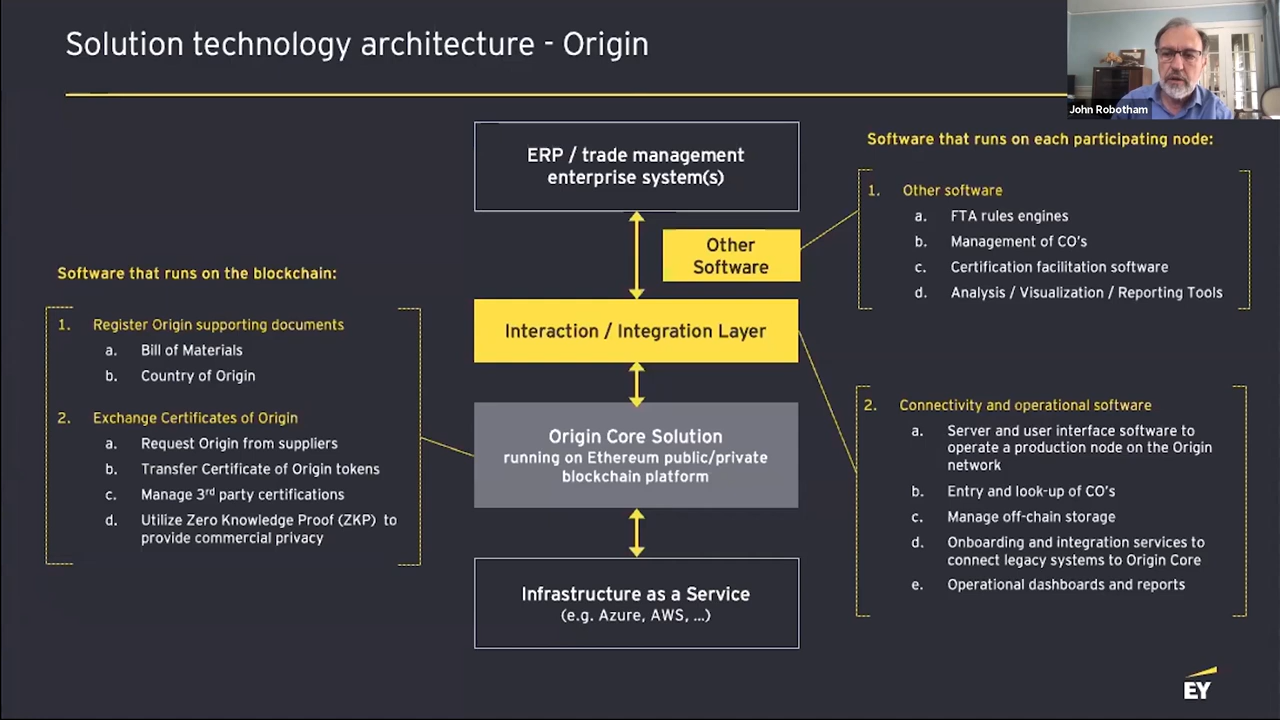 Solution technology architecture - Origin
John Robotham
ERP / trade management
enterprise system(s)
Other
Software
Interaction / Integration Layer
Origin Core Solution
running on Ethereum public/private
blockchain platform
Infrastructure as a Service
(e.g. Azure, AWS, ...)
Software that runs on the blockchain:
1. Register Origin supporting documents
a. Bill of Materials
b. Country of Origin
2. Exchange Certificates of Origin
a. Request Origin from suppliers
b. Transfer Certificate of Origin tokens
c. Manage 3rd party certifications
d. Utilize Zero Knowledge Proof (ZKP) to
provide commercial privacy
Software that runs on each participating node:
1. Other software
a. FTA rules engines
b. Management of CO's
c. Certification facilitation software
d. Analysis / Visualization / Reporting Tools
2. Connectivity and operational software
a. Server and user interface software to
operate a production node on the Origin
network
b. Entry and look-up of CO's
c. Manage off-chain storage
d. Onboarding and integration services to
connect legacy systems to Origin Core
e. Operational dashboards and reports
EY